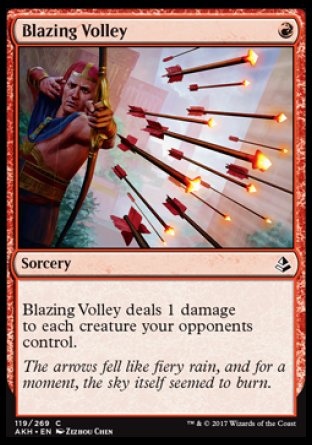 Blazing Volley
Sorcery
Blazing Volley deals 1 damage
to each creature your opponents
control.
The arrows fell like fiery rain, and for
a moment, the sky itself seemed to burn.
119/269 C
AKH • EN Zizhou Chen
™ & © 2017 Wizards of the Coast